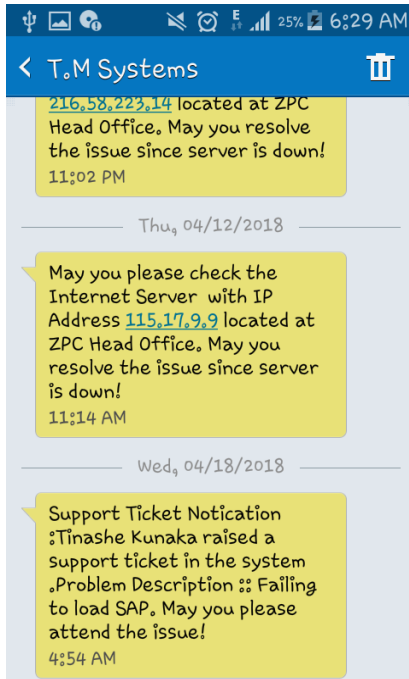 E 25% 6:29 AM
T.M Systems
216.58.223.14 located at ZPC
Head Office. May you resolve
the issue since server is down!
11:02 PM
Thu, 04/12/2018
May you please check the
Internet Server with IP
Address 115.17.9.9 located at
ZPC Head Office. May you
resolve the issue since server
is down!
11:14 AM
Wed, 04/18/2018
Support Ticket Notication
:Tinashe Kunaka raised a
support ticket in the system
.Problem Description :: Failing
to load SAP. May you please
attend the issue!
4:54 AM